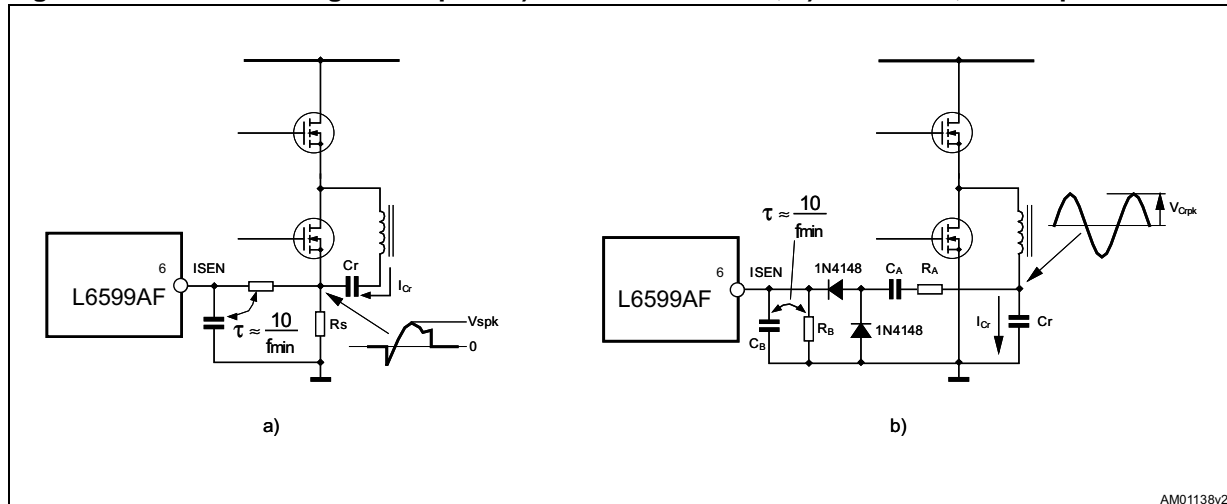 6
ISEN
L6599AF
τ ≈ 10
fmin
Cr
ICr
Rs
Vspk
0
a)
6
ISEN
L6599AF
τ ≈ 10
fmin
1N4148
CA
RA
CB
RB
1N4148
ICr
Cr
VCrpk
b)
AM01138v2